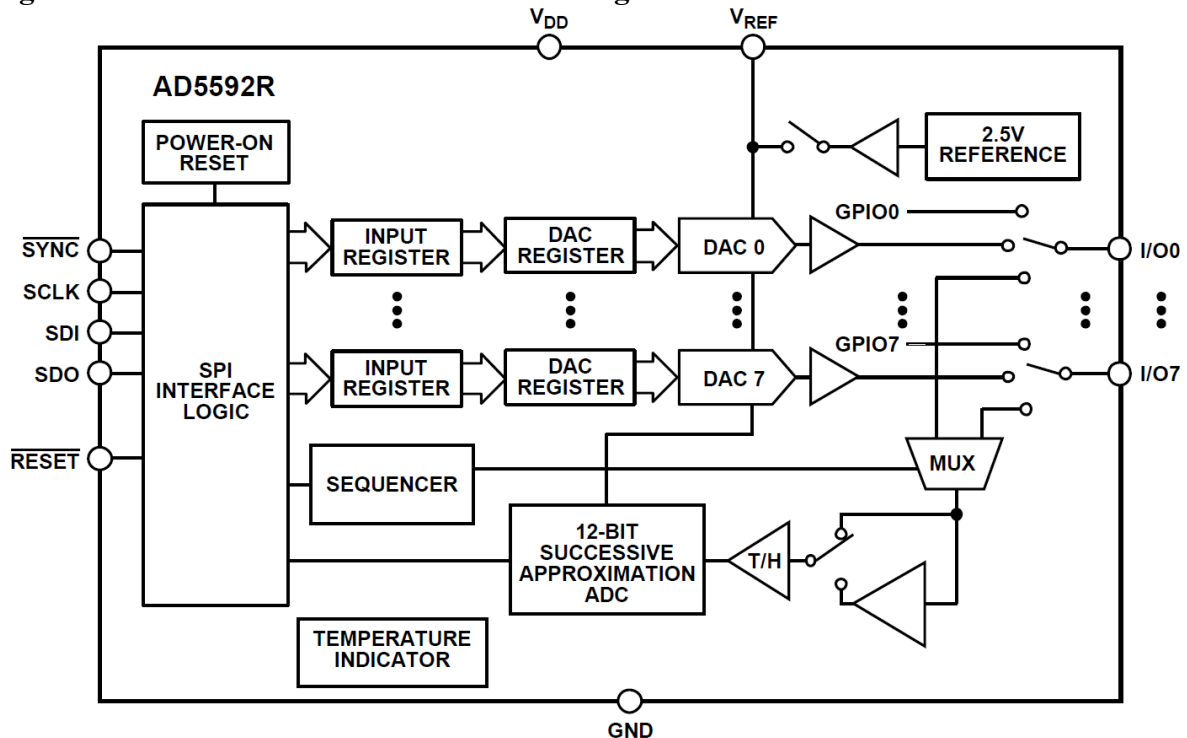 V_DD
V_REF
AD5592R
POWER-ON
RESET
2.5V
REFERENCE
SYNC
SCLK
SDI
SDO
RESET
SPI
INTERFACE
LOGIC
INPUT
REGISTER
DAC
REGISTER
DAC 0
GPIO0
I/O0
INPUT
REGISTER
DAC
REGISTER
DAC 7
GPIO7
I/O7
SEQUENCER
MUX
12-BIT
SUCCESSIVE
APPROXIMATION
ADC
T/H
TEMPERATURE
INDICATOR
GND